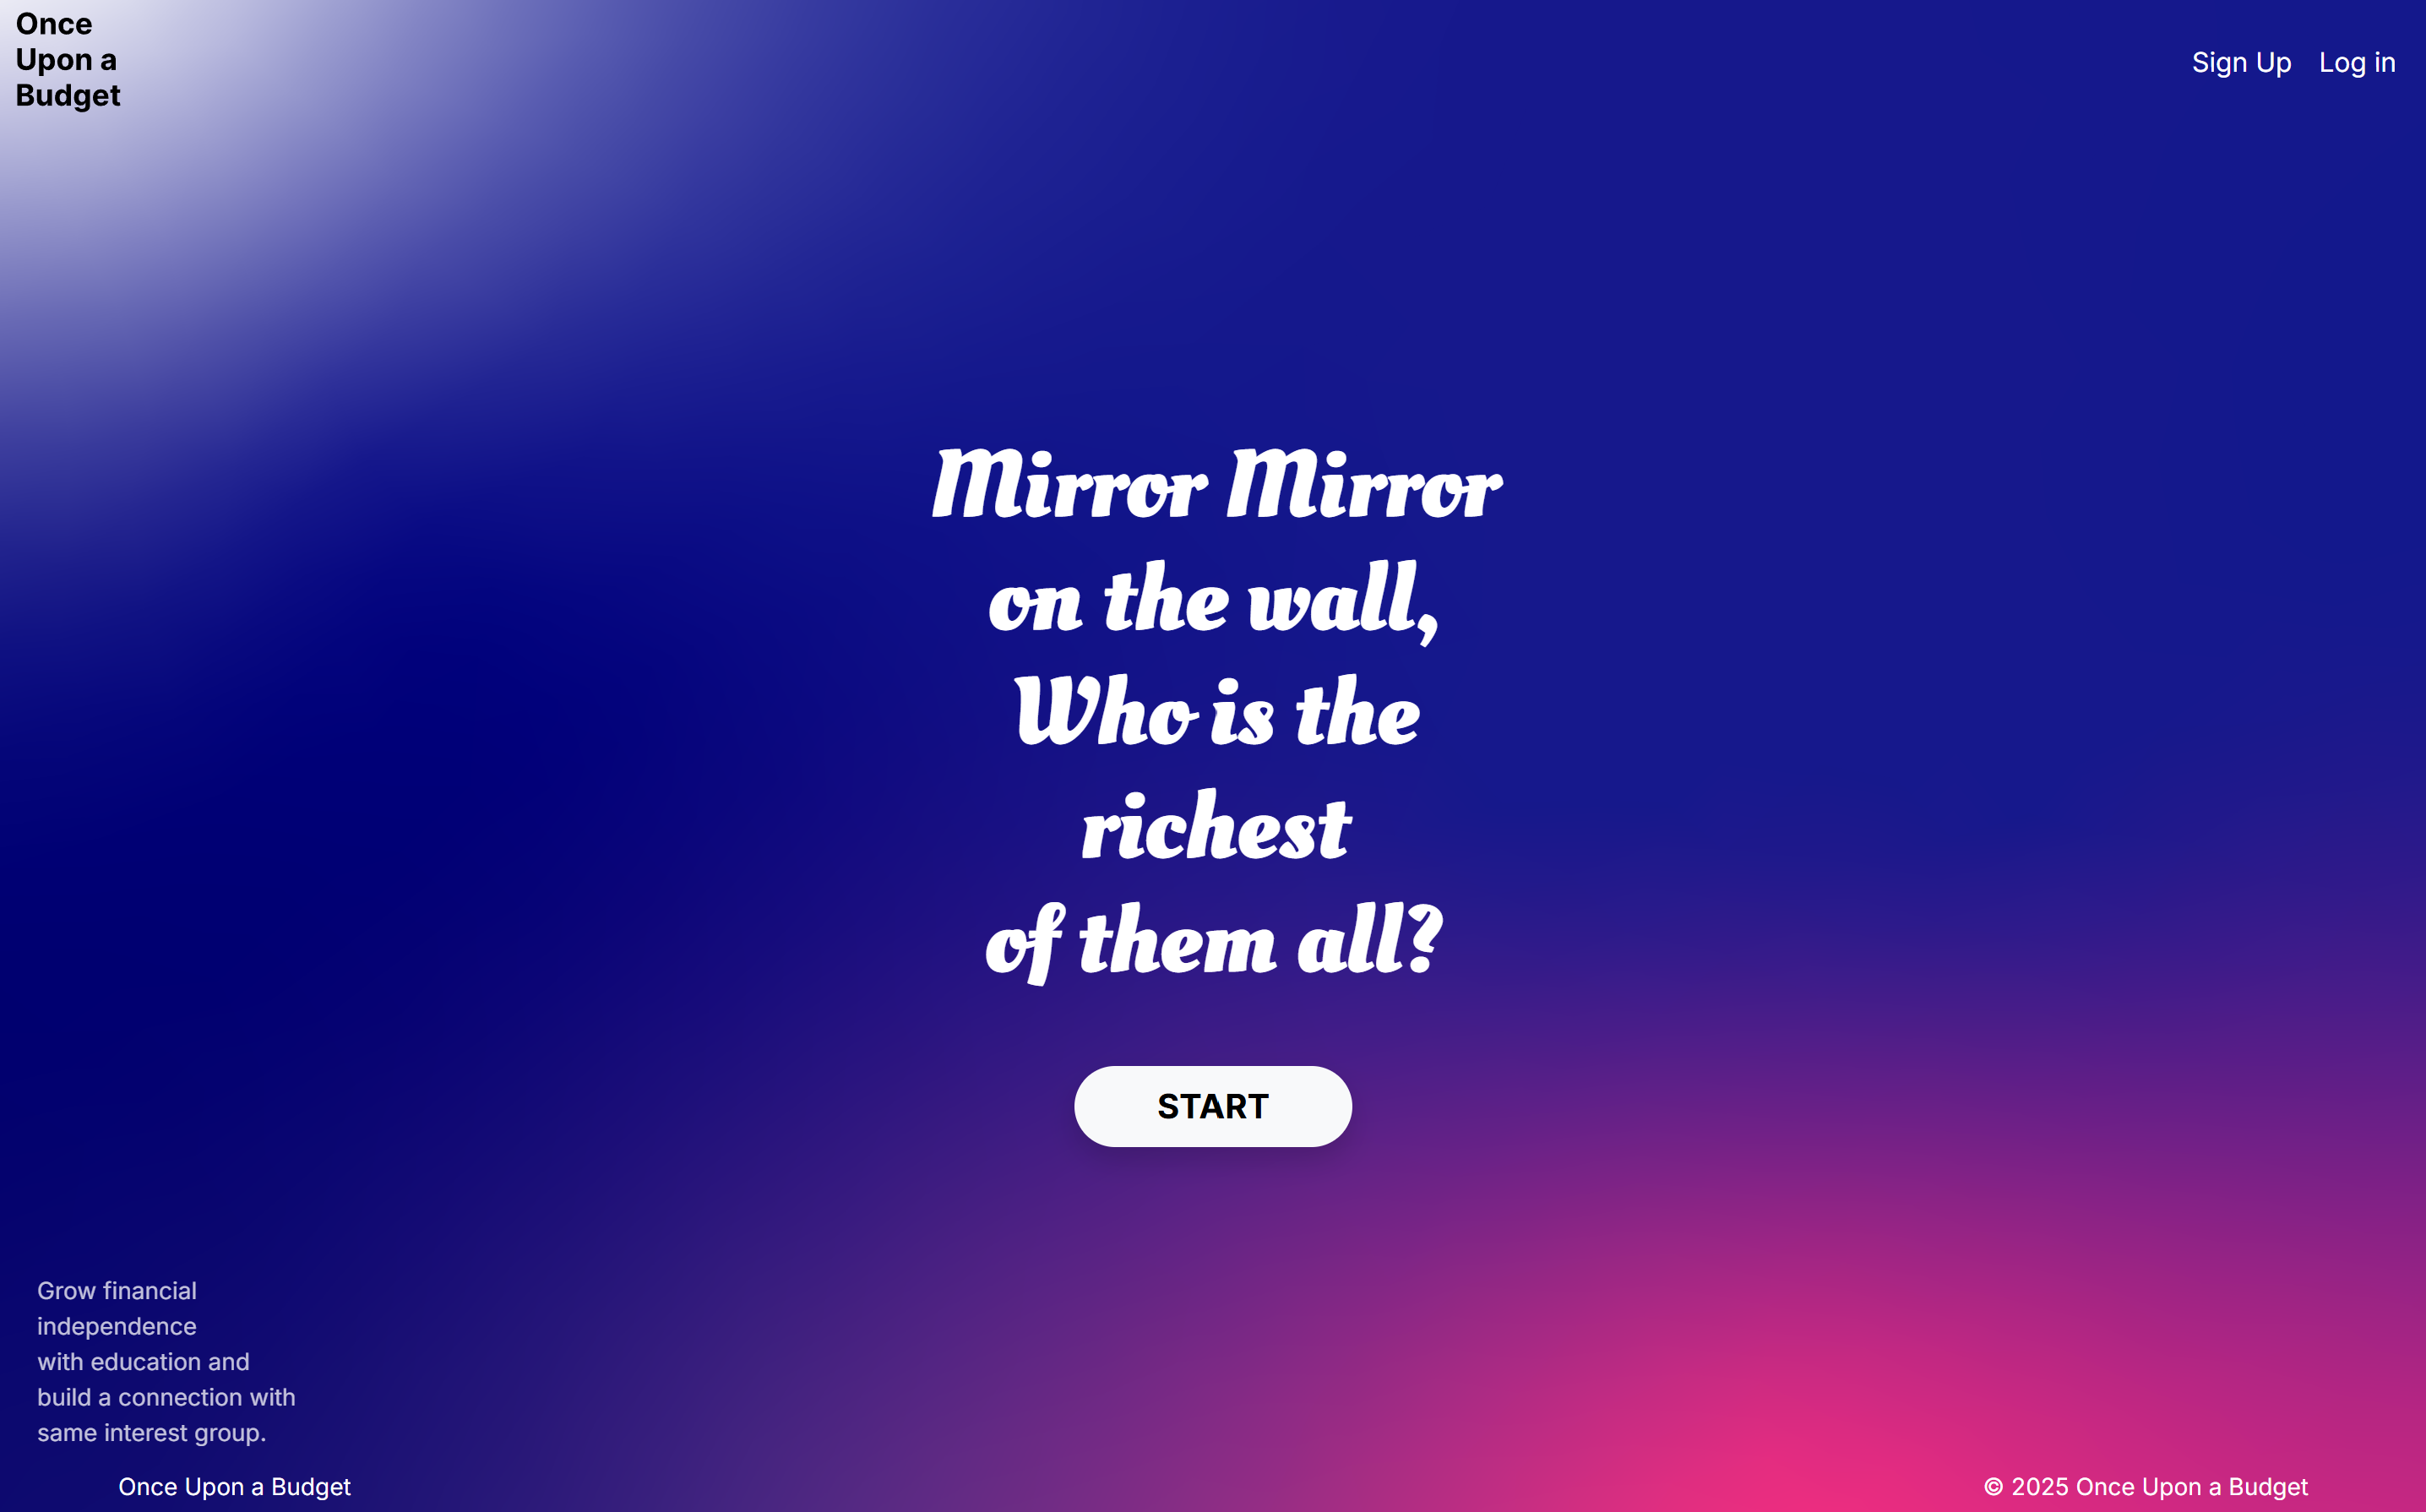 Once
Upon a
Budget
Sign Up
Log in
Mirror Mirror
on the wall,
Who is the
richest
of them all?
START
Grow financial
independence
with education and
build a connection with
same interest group.
Once Upon a Budget
© 2025 Once Upon a Budget